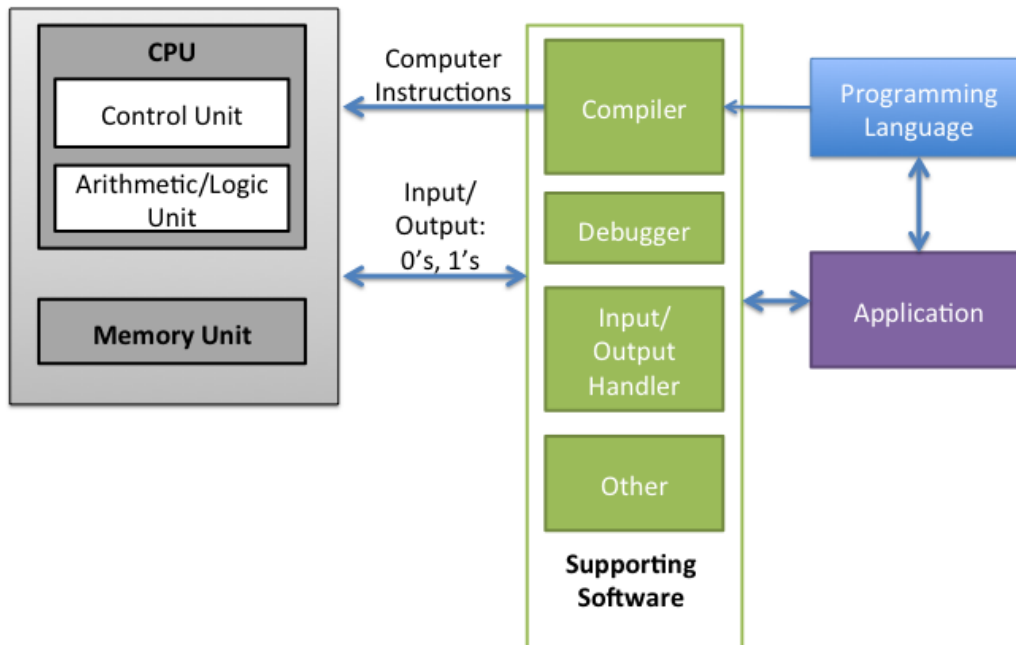 CPU
Control Unit
Arithmetic/Logic
Unit
Memory Unit
Computer
Instructions
Input/
Output:
0’s, 1’s
Compiler
Debugger
Input/
Output
Handler
Other
Supporting
Software
Programming
Language
Application